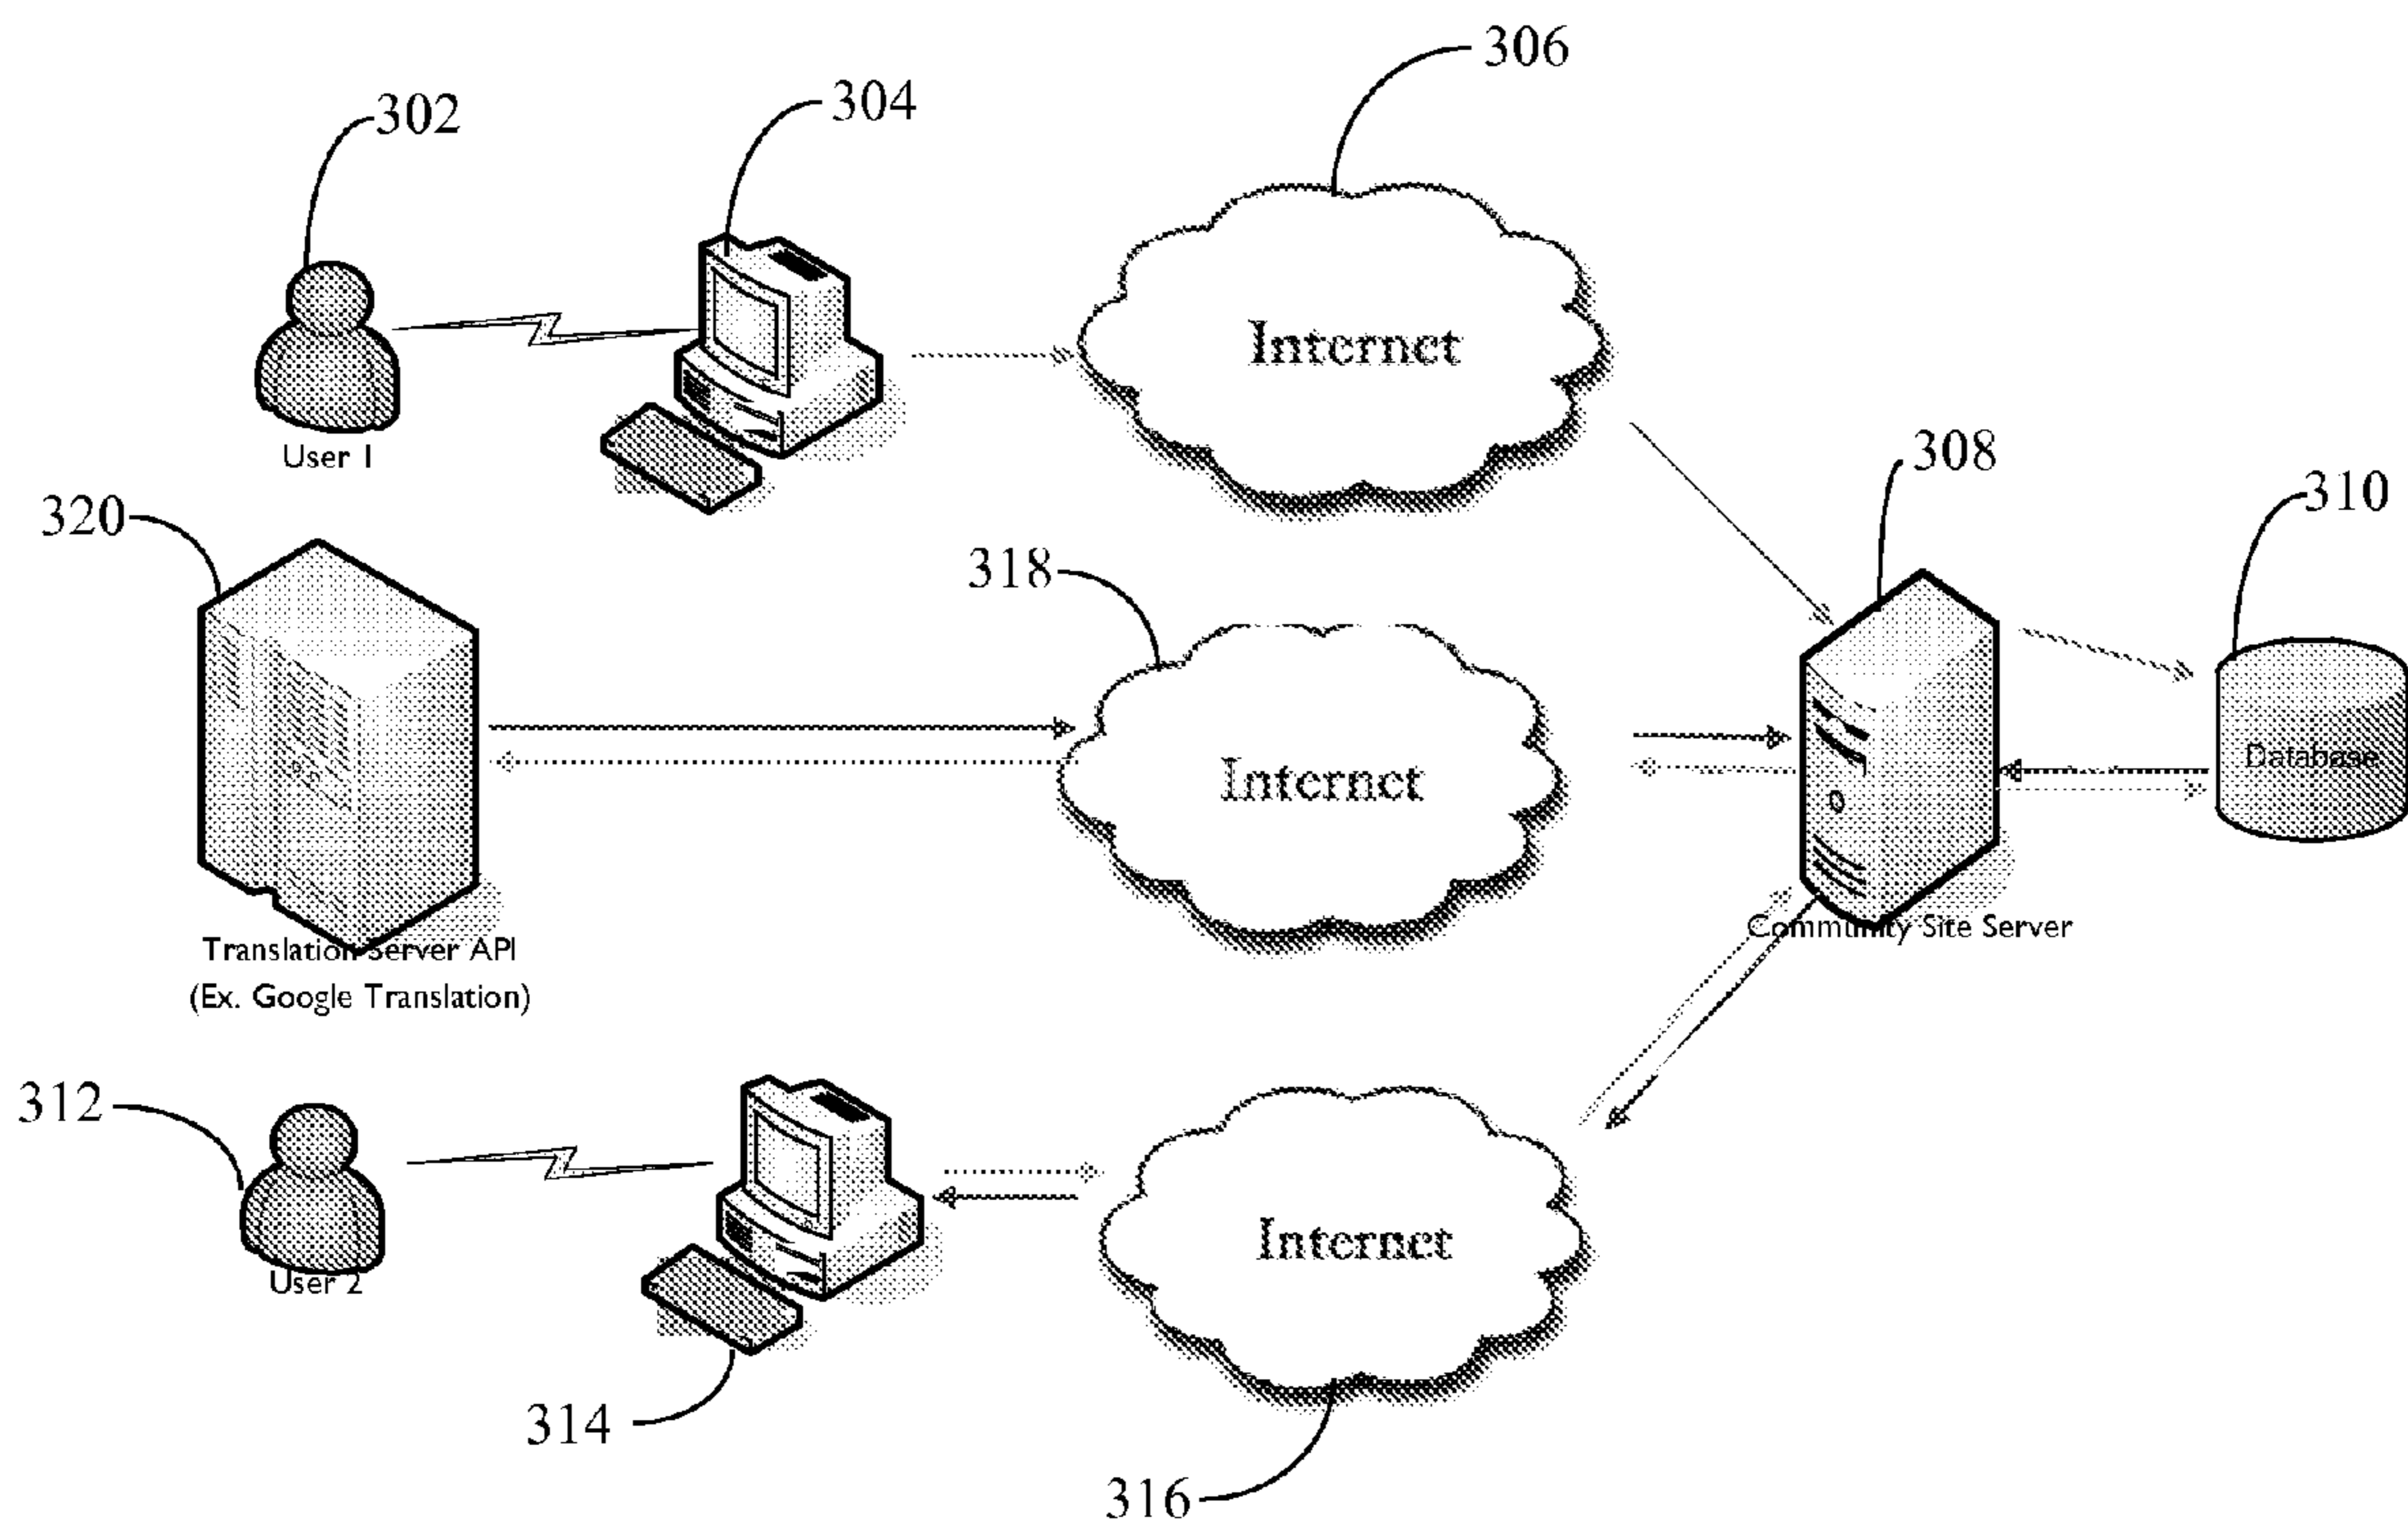 306
304
302
Internet
308
User 1
310
320
318
Internet
Database
Community Site Server
Translation Server API
(Ex. Google Translation)
312
Internet
User 2
314
316